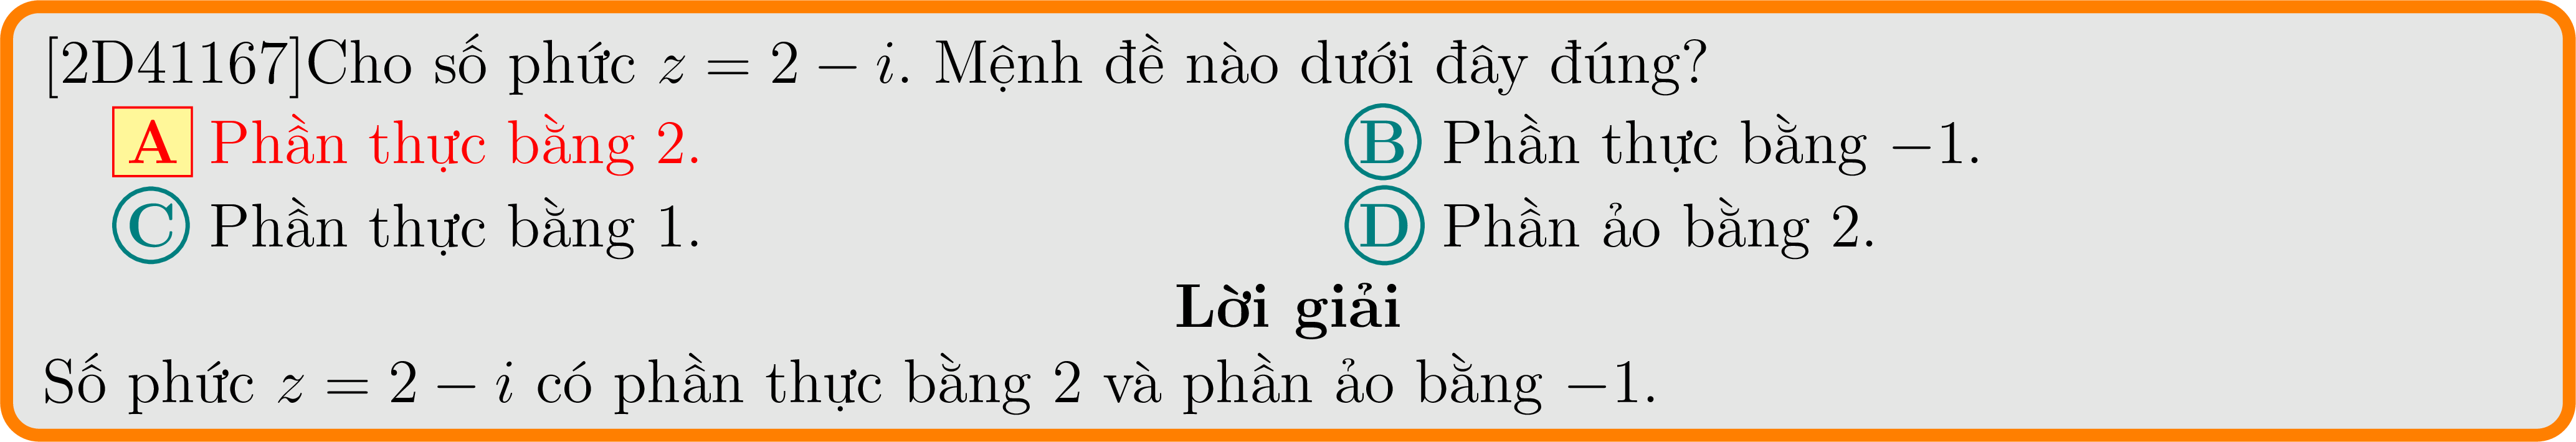 [2D41167]Cho số phức z = 2 − i. Mệnh đề nào dưới đây đúng?
A Phần thực bằng 2. B Phần thực bằng −1.
C Phần thực bằng 1. D Phần ảo bằng 2.
Lời giải
Số phức z = 2 − i có phần thực bằng 2 và phần ảo bằng −1.